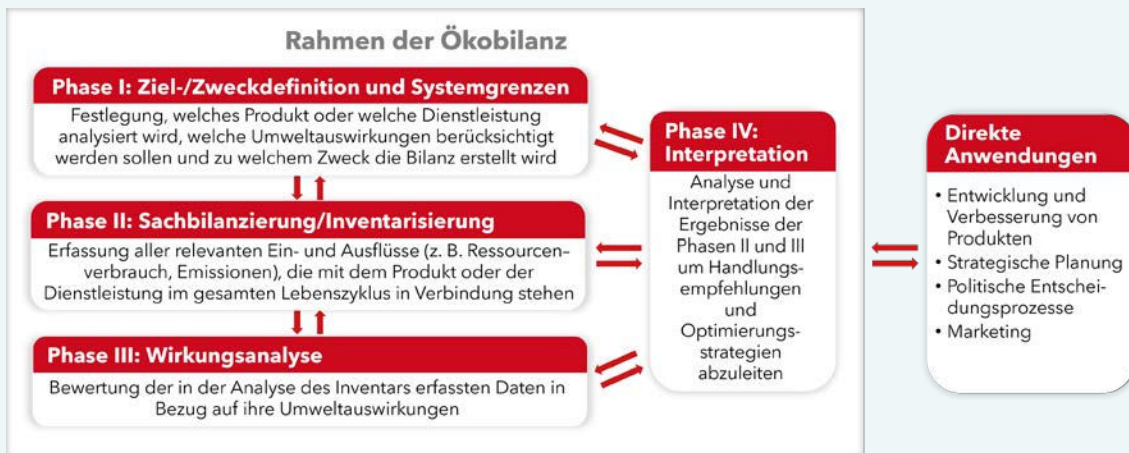 Rahmen der Ökobilanz
Phase I: Ziel-/Zweckdefinition und Systemgrenzen
Festlegung, welches Produkt oder welche Dienstleistung
analysiert wird, welche Umweltauswirkungen berücksichtigt
werden sollen und zu welchem Zweck die Bilanz erstellt wird
Phase II: Sachbilanzierung/Inventarisierung
Erfassung aller relevanten Ein- und Ausflüsse (z. B. Ressourcen-
verbrauch, Emissionen), die mit dem Produkt oder der
Dienstleistung im gesamten Lebenszyklus in Verbindung stehen
Phase III: Wirkungsanalyse
Bewertung der in der Analyse des Inventars erfassten Daten in
Bezug auf ihre Umweltauswirkungen
Phase IV:
Interpretation
Analyse und
Interpretation der
Ergebnisse der
Phasen II und III
um Handlungs-
empfehlungen
und
Optimierungs-
strategien
abzuleiten
Direkte
Anwendungen
• Entwicklung und
Verbesserung von
Produkten
• Strategische Planung
• Politische Entschei-
dungsprozesse
• Marketing